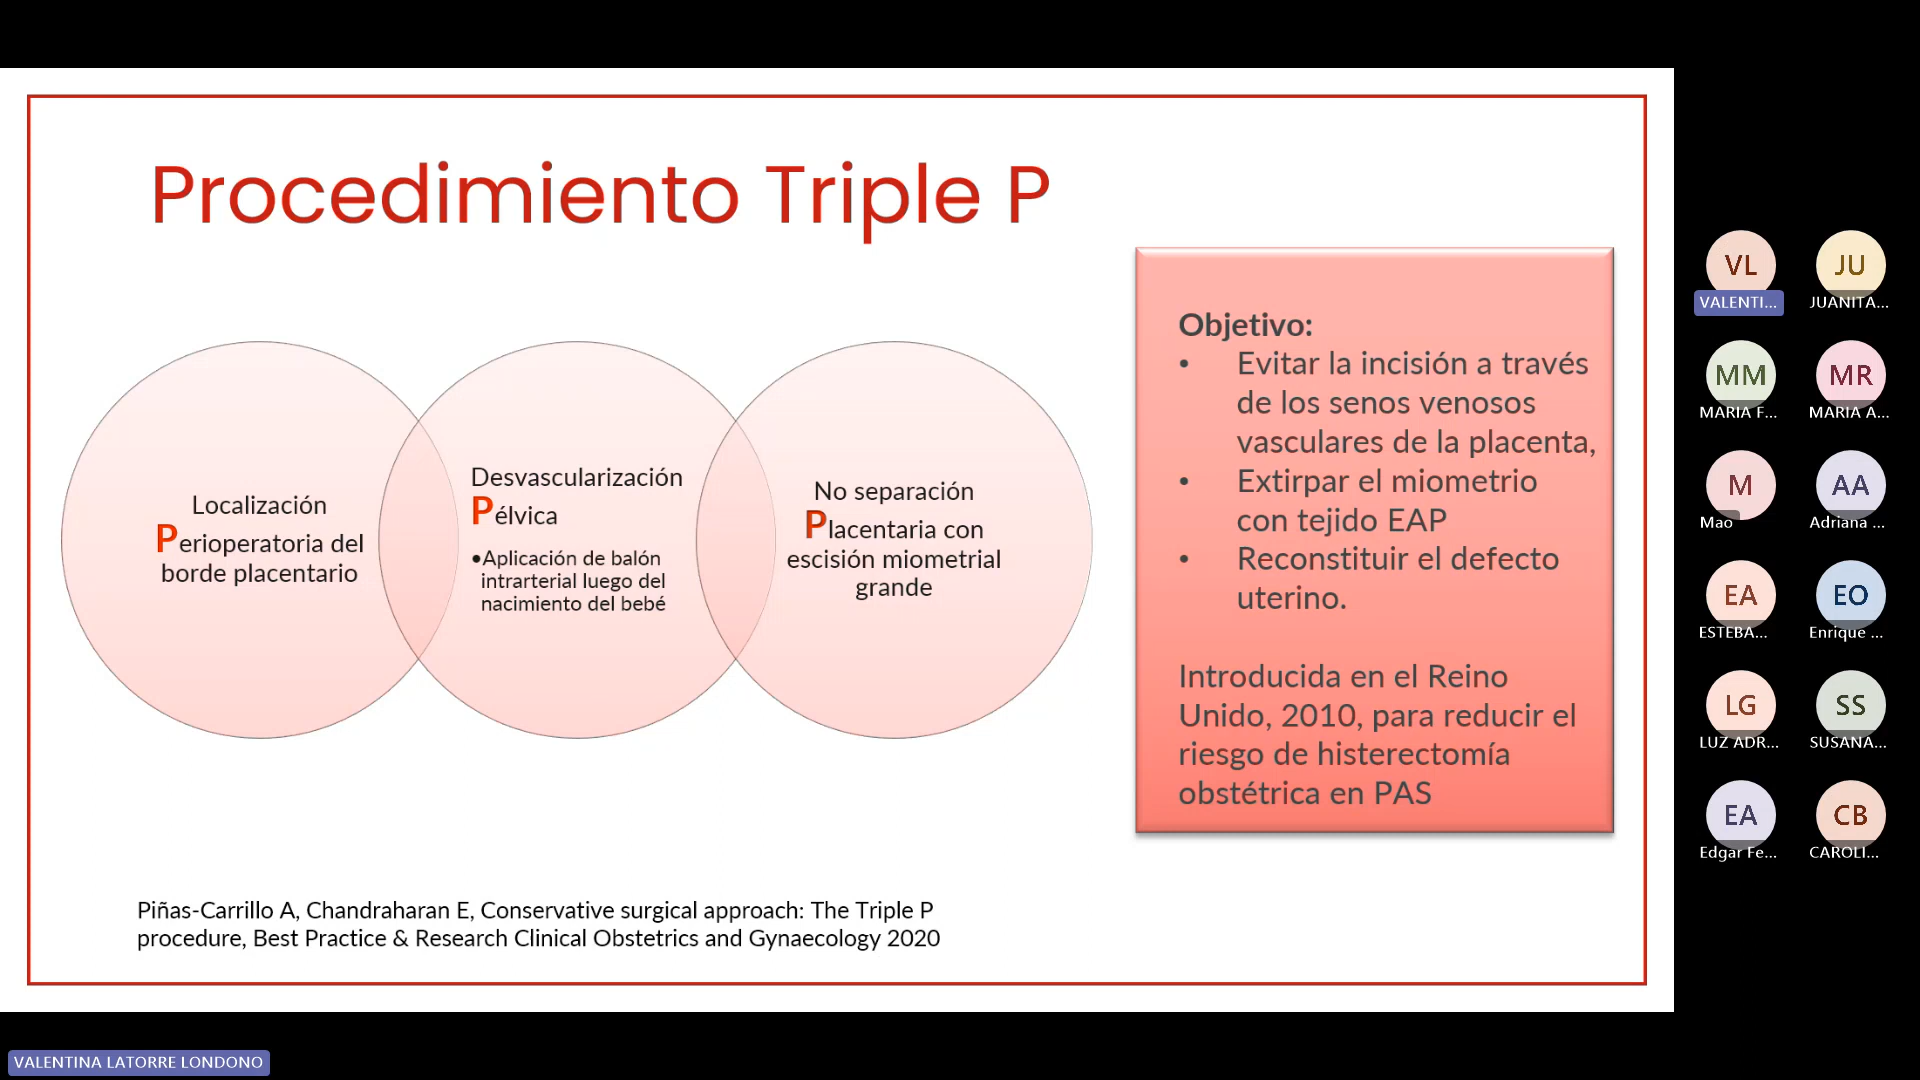 Procedimiento Triple P
Localización
Perioperatoria del
borde placentario
Desvascularización
Pélvica
•Aplicación de balón
intrarterial luego del
nacimiento del bebé
No separación
Placentaria con
escisión miometrial
grande
Objetivo:
• Evitar la incisión a través
de los senos venosos
vasculares de la placenta,
• Extirpar el miometrio
con tejido EAP
• Reconstituir el defecto
uterino.
Introducida en el Reino
Unido, 2010, para reducir el
riesgo de histerectomía
obstétrica en PAS
Piñas-Carrillo A, Chandraharan E, Conservative surgical approach: The Triple P
procedure, Best Practice & Research Clinical Obstetrics and Gynaecology 2020
VL
VALENTI...
JU
JUANITA...
MM
MARIA F...
MR
MARIA A...
M
Mao
AA
Adriana ...
EA
ESTEBA...
EO
Enrique ...
LG
LUZ ADR...
SS
SUSANA...
EA
Edgar Fe...
CB
CAROLI...
VALENTINA LATORRE LONDONO